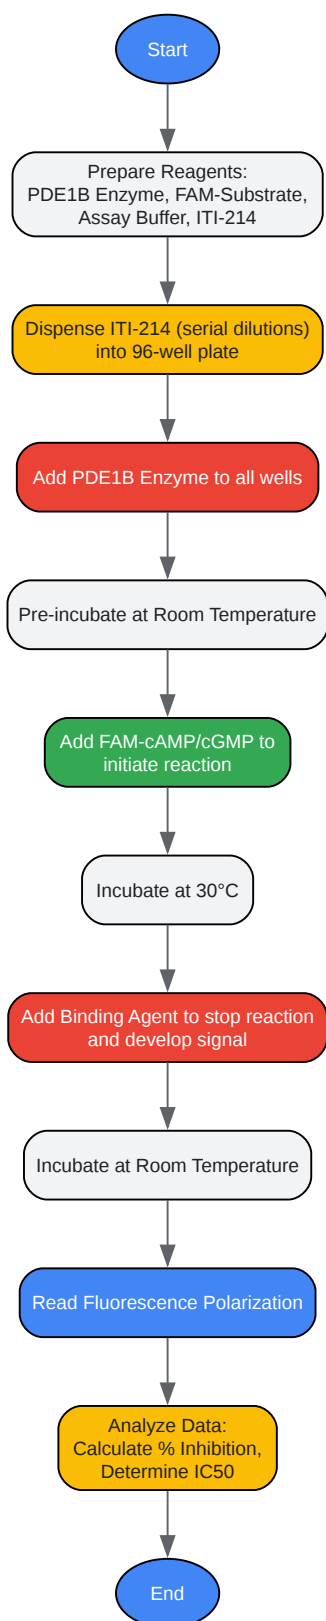 Start
Prepare Reagents:
PDE1B Enzyme, FAM-Substrate,
Assay Buffer, ITI-214
Dispense ITI-214 (serial dilutions)
into 96-well plate
Add PDE1B Enzyme to all wells
Pre-incubate at Room Temperature
Add FAM-cAMP/cGMP to
initiate reaction
Incubate at 30°C
Add Binding Agent to stop reaction
and develop signal
Incubate at Room Temperature
Read Fluorescence Polarization
Analyze Data:
Calculate % Inhibition,
Determine IC50
End